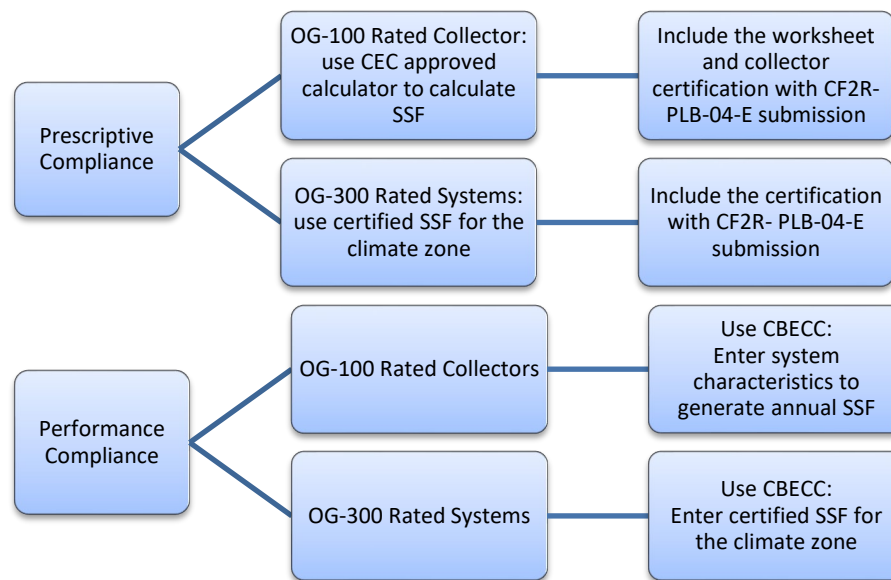 Prescriptive
Compliance
OG-100 Rated Collector:
use CEC approved
calculator to calculate
SSF
Include the worksheet
and collector
certification with CF2R-
PLB-04-E submission
OG-300 Rated Systems:
use certified SSF for the
climate zone
Include the certification
with CF2R- PLB-04-E
submission
Performance
Compliance
OG-100 Rated Collectors
Use CBECC:
Enter system
characteristics to
generate annual SSF
OG-300 Rated Systems
Use CBECC:
Enter certified SSF for
the climate zone